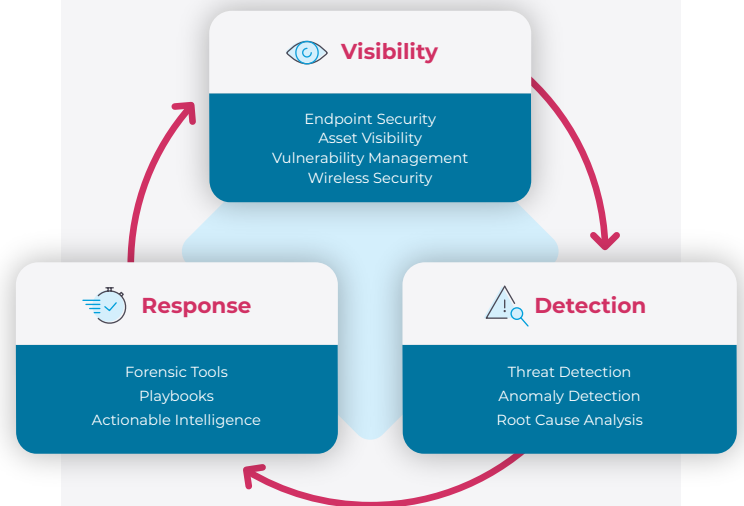 Visibility
Endpoint Security
Asset Visibility
Vulnerability Management
Wireless Security
Response
Forensic Tools
Playbooks
Actionable Intelligence
Detection
Threat Detection
Anomaly Detection
Root Cause Analysis